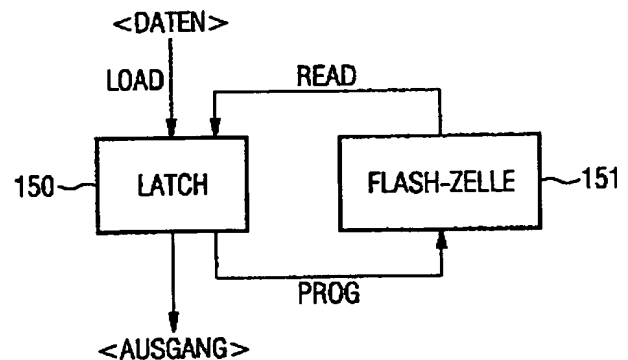 <DATEN>
LOAD
READ
150
LATCH
FLASH-ZELLE
151
PROG
<AUSGANG>